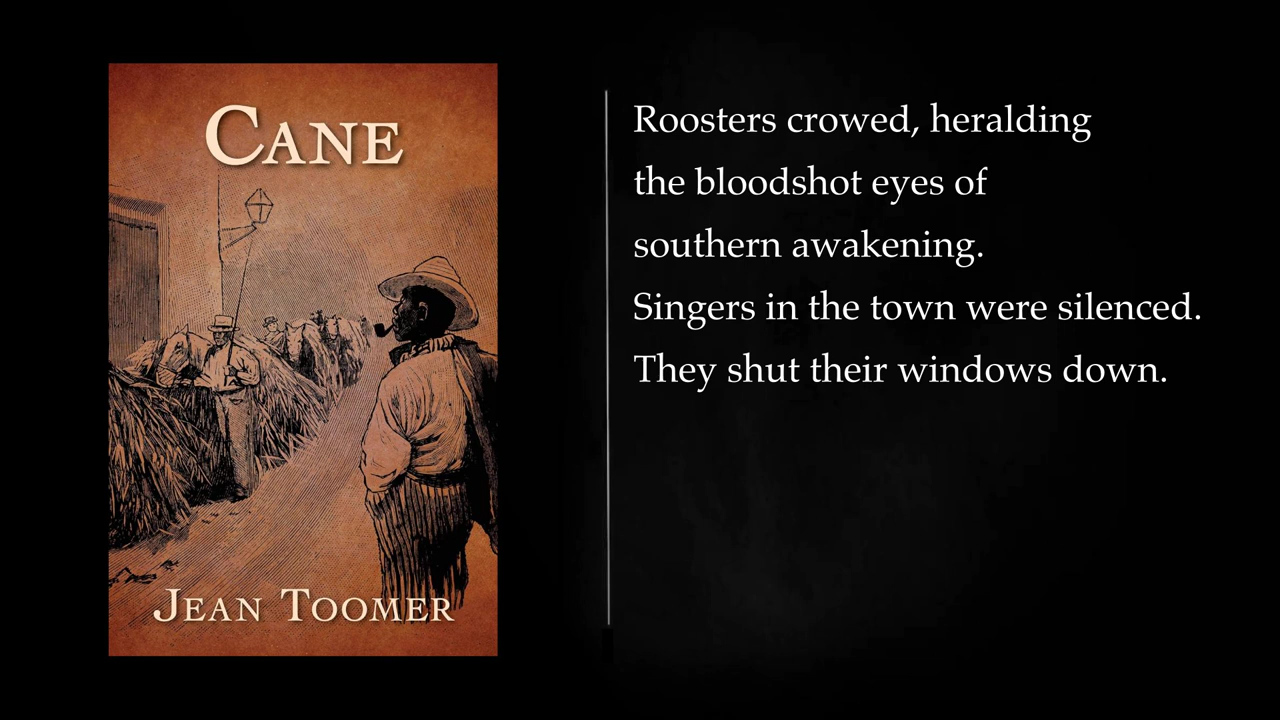 CANE
JEAN TOOMER
Roosters crowed, heralding
the bloodshot eyes of
southern awakening.
Singers in the town were silenced.
They shut their windows down.